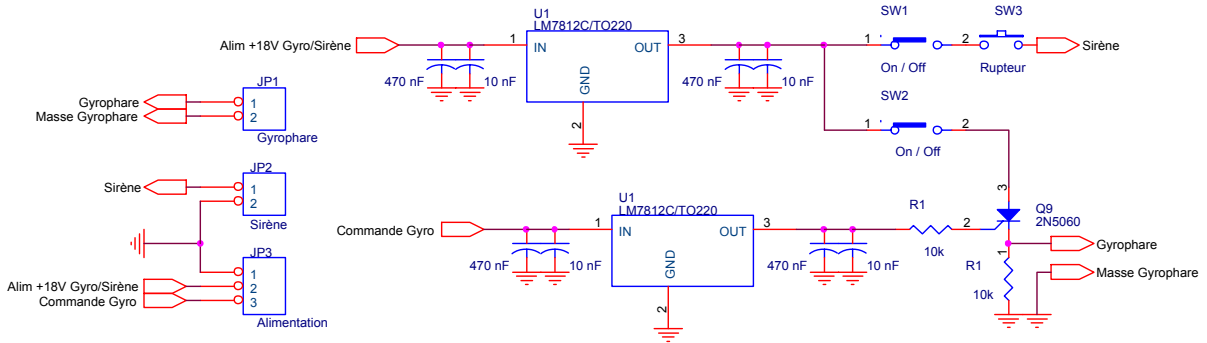 U1
LM7812C/TO220
Alim +18V Gyro/Sirène
1
IN
OUT
3
GND
2
470 nF
10 nF
470 nF
10 nF
SW1
1
2
On / Off
SW3
Rupteur
Sirène
SW2
1
2
On / Off
JP1
Gyrophare
Masse Gyrophare
1
2
Gyrophare
JP2
Sirène
1
2
Sirène
JP3
Alim +18V Gyro/Sirène
Commande Gyro
1
2
3
Alimentation
U1
LM7812C/TO220
Commande Gyro
1
IN
OUT
3
GND
2
470 nF
10 nF
470 nF
10 nF
R1
10k
2
3
Q9
2N5060
1
Gyrophare
R1
10k
Masse Gyrophare